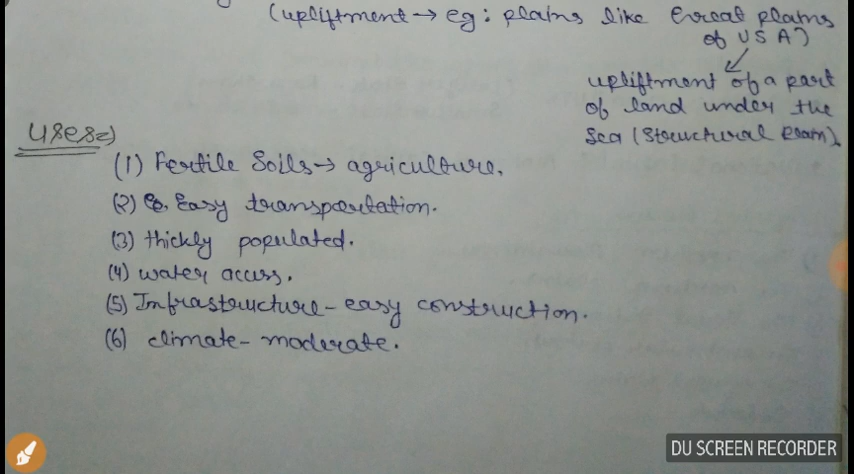 (upliftment → eg: plains like Great plains
of USA)
upliftment of a part
of land under the
Sea (Structural Plain).
uses =)
(1) Fertile Soils → agriculture.
(2) Easy transportation.
(3) thickly populated.
(4) water access.
(5) Infrastructure - easy construction.
(6) climate - moderate.
DU SCREEN RECORDER